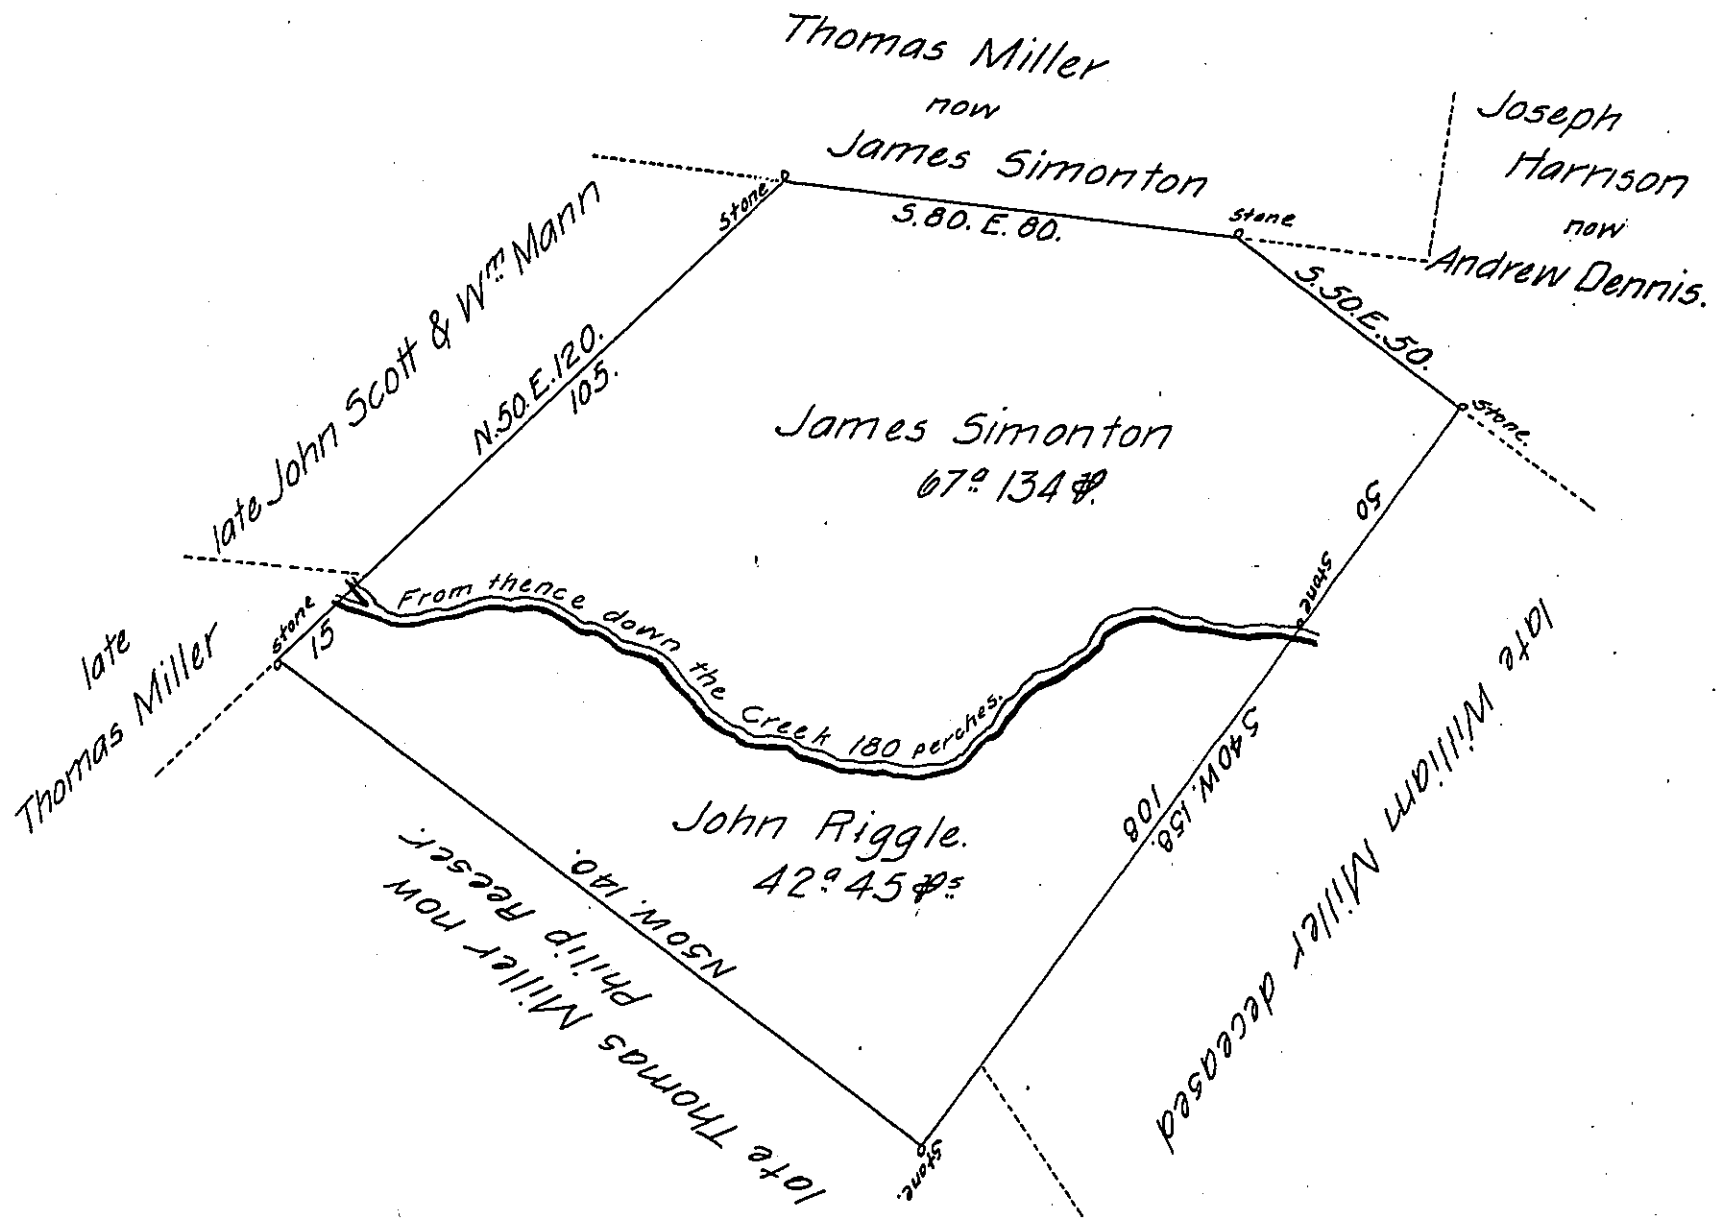 Thomas Miller
now
James Simonton
Joseph
Harrison
now
Andrew Dennis.
stone
S.80.E.80.
stone
S.50.E.50.
stone.
late John Scott & Wm Mann
N.50.E.120.
105.
James Simonton
67a 134 P.
50
stone
late William Miller deceased
S40W.158.
108
From thence down the Creek 180 perches.
stone
15
late
Thomas Miller
John Riggle.
42a 45 Ps
N50W.140.
late Thomas Miller now
Philip Reeser.
stone.